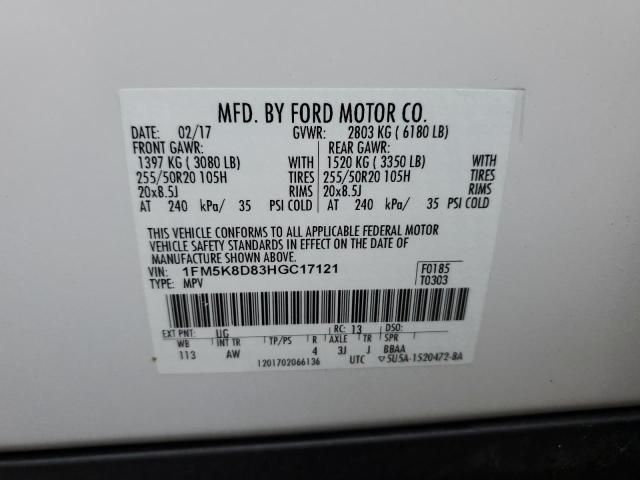 MFD. BY FORD MOTOR CO.
DATE: 02/17 GVWR: 2803 KG ( 6180 LB)
FRONT GAWR: REAR GAWR:
1397 KG ( 3080 LB) WITH 1520 KG ( 3350 LB) WITH
255/50R20 105H TIRES 255/50R20 105H TIRES
20x8.5J RIMS 20x8.5J RIMS
AT 240 kPa/ 35 PSI COLD AT 240 kPa/ 35 PSI COLD
THIS VEHICLE CONFORMS TO ALL APPLICABLE FEDERAL MOTOR
VEHICLE SAFETY STANDARDS IN EFFECT ON THE DATE OF
MANUFACTURE SHOWN ABOVE.
VIN: 1FM5K8D83HGC17121 F0185
TYPE: MPV T0303
EXT PNT: UG RC: 13 DSO:
WB INT TR TP/PS R AXLE TR SPR
113 AW 4 3J J BBAA
1201702066136 UTC ▽5U5A-1520472-BA